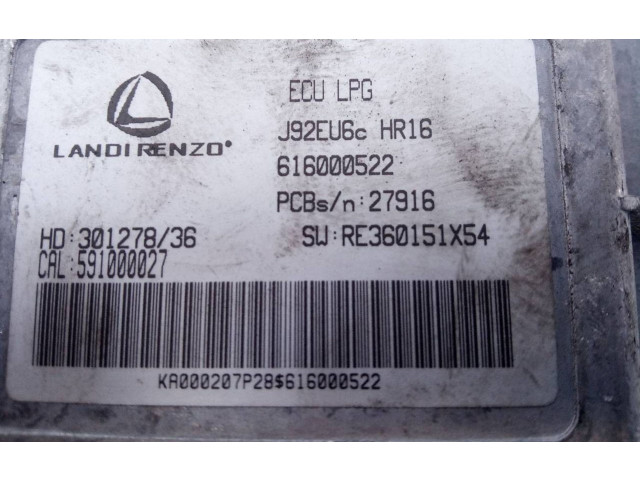 LANDIRENZO®
ECU LPG
J92EU6c HR16
616000522
PCBs/n:27916
HD:301278/36
SW:RE360151X54
CAL:591000027
KA000207P28$616000522